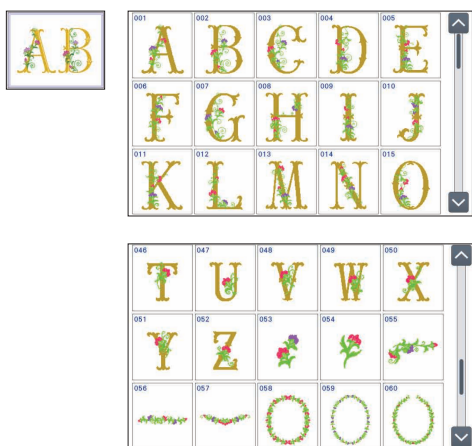 AB
001 002 003 004 005
A B C D E
006 007 008 009 010
F G H I J
011 012 013 014 015
K L M N O
046 047 048 049 050
T U V W X
051 052 053 054 055
Y Z
056 057 058 059 060